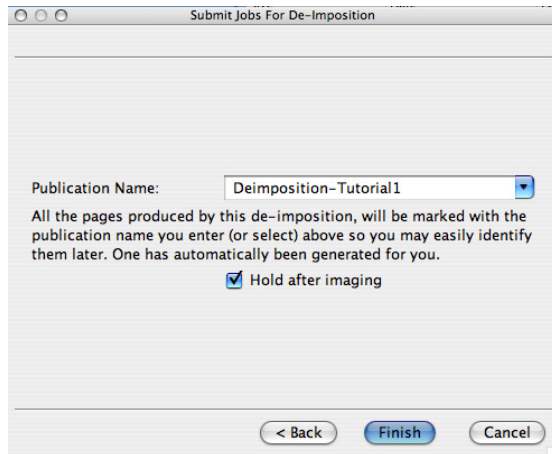 Submit Jobs For De-Imposition
Publication Name:
Deimposition-Tutorial1
All the pages produced by this de-imposition, will be marked with the
publication name you enter (or select) above so you may easily identify
them later. One has automatically been generated for you.
Hold after imaging
< Back
Finish
Cancel